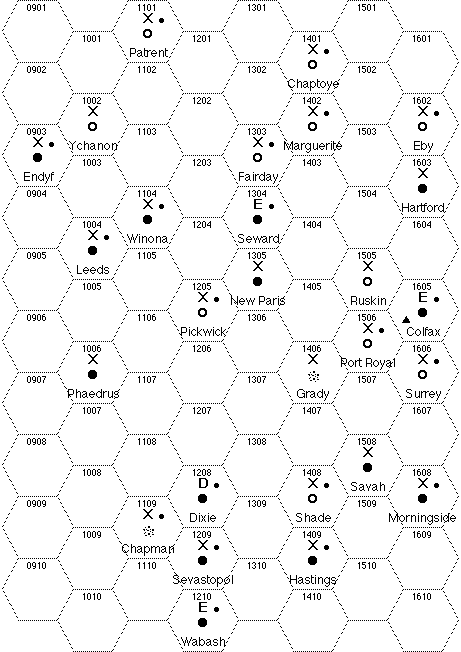 0901 1101 1301 1501
X
1001 Patrent 1201 1401 1601
X
0902 1102 1302 1502
Chaptoye
1002 1202 1402 1602
X X X
0903 Ychanon 1103 1303 Marguerite 1503 Eby
X X
Endyf 1003 1203 Fairday 1403 1603
X
0904 1104 1304 1504
X E Hartford
1004 Winona 1204 Seward 1404 1604
X
0905 Leeds 1105 1305 1505
X X
1005 1205 New Paris 1405 Ruskin 1605
X E
0906 1106 Pickwick 1306 1506 Colfax
X
1006 1206 1406 Port Royal 1606
X X X
0907 Phaedrus 1107 1307 Grady 1507 Surrey
1007 1207 1407 1607
0908 1108 1308 1508
X
1008 1208 1408 Savah 1608
D X X
0909 1109 Dixie 1309 Shade 1509 Morningside
X
1009 Chapman 1209 1409 1609
X X
0910 1110 Sevastopol 1310 Hastings 1510
1010 1210 1410 1610
E
Wabash